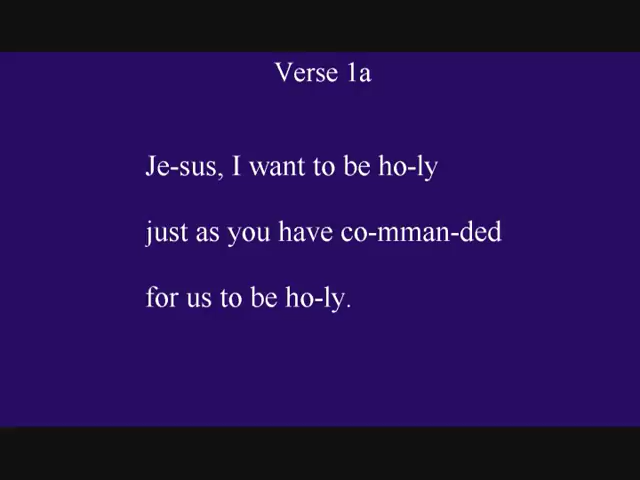 Verse 1a
Je-sus, I want to be ho-ly
just as you have co-mman-ded
for us to be ho-ly.